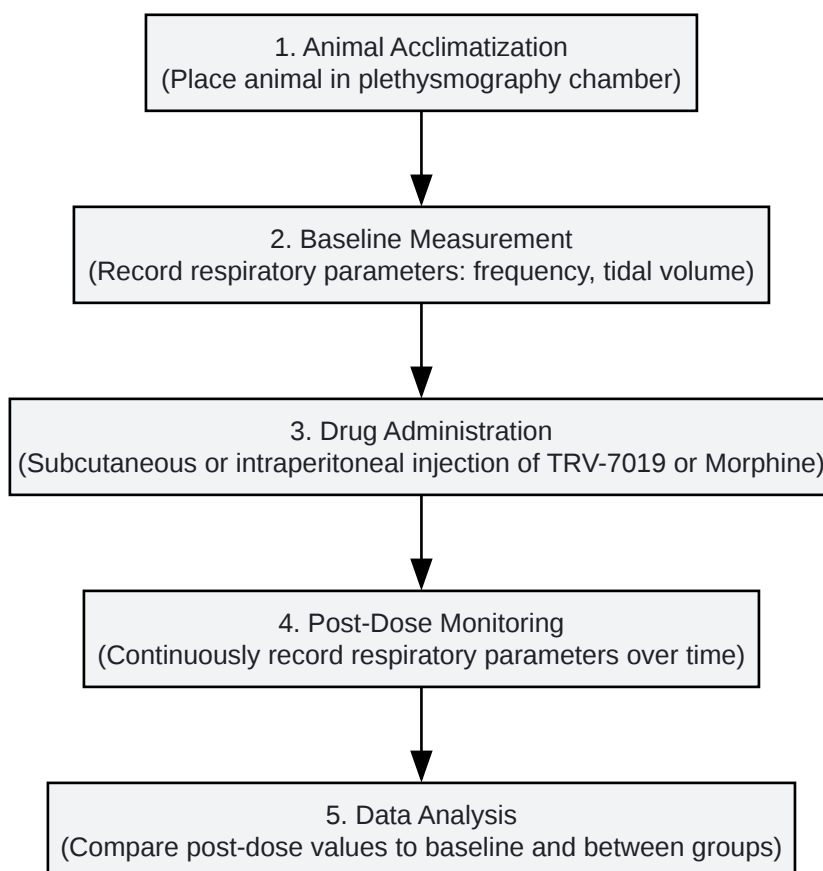 1. Animal Acclimatization
(Place animal in plethysmography chamber)
2. Baseline Measurement
(Record respiratory parameters: frequency, tidal volume)
3. Drug Administration
(Subcutaneous or intraperitoneal injection of TRV-7019 or Morphine)
4. Post-Dose Monitoring
(Continuously record respiratory parameters over time)
5. Data Analysis
(Compare post-dose values to baseline and between groups)